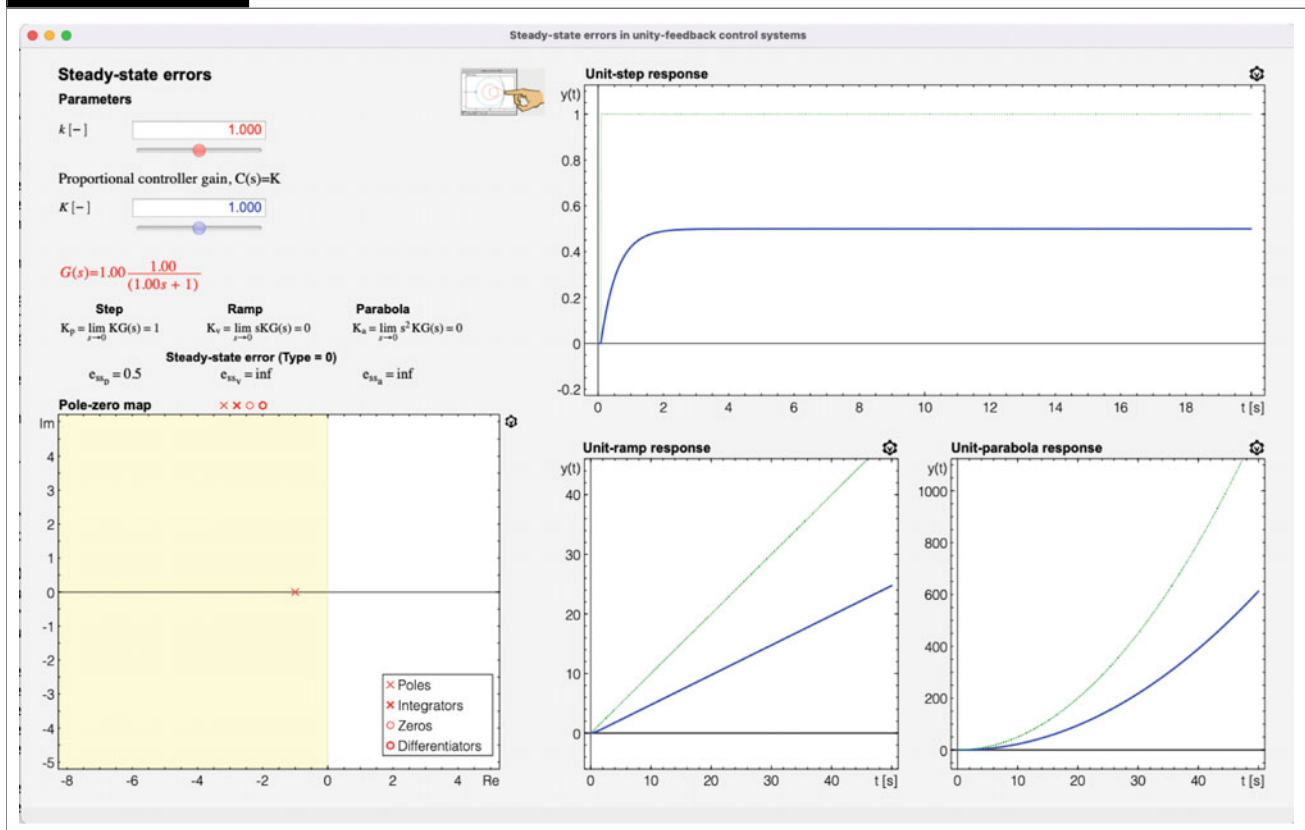 Steady-state errors in unity-feedback control systems
Steady-state errors
Parameters
k [−] 1.000
Proportional controller gain, C(s)=K
K [−] 1.000
G(s)=1.00 1.00/(1.00s + 1)
Step Ramp Parabola
Kp = lim s→0 KG(s) = 1 Kv = lim s→0 sKG(s) = 0 Ka = lim s→0 s² KG(s) = 0
Steady-state error (Type = 0)
e_ss_p = 0.5 e_ss_v = inf e_ss_a = inf
Pole-zero map
Im
4
3
2
1
0
-1
-2
-3
-4
-5
-8 -6 -4 -2 0 2 4 Re
Poles
Integrators
Zeros
Differentiators
Unit-step response
y(t)
1
0.8
0.6
0.4
0.2
0
-0.2
0 2 4 6 8 10 12 14 16 18 t [s]
Unit-ramp response
y(t)
40
30
20
10
0
0 10 20 30 40 t [s]
Unit-parabola response
y(t)
1000
800
600
400
200
0
0 10 20 30 40 t [s]